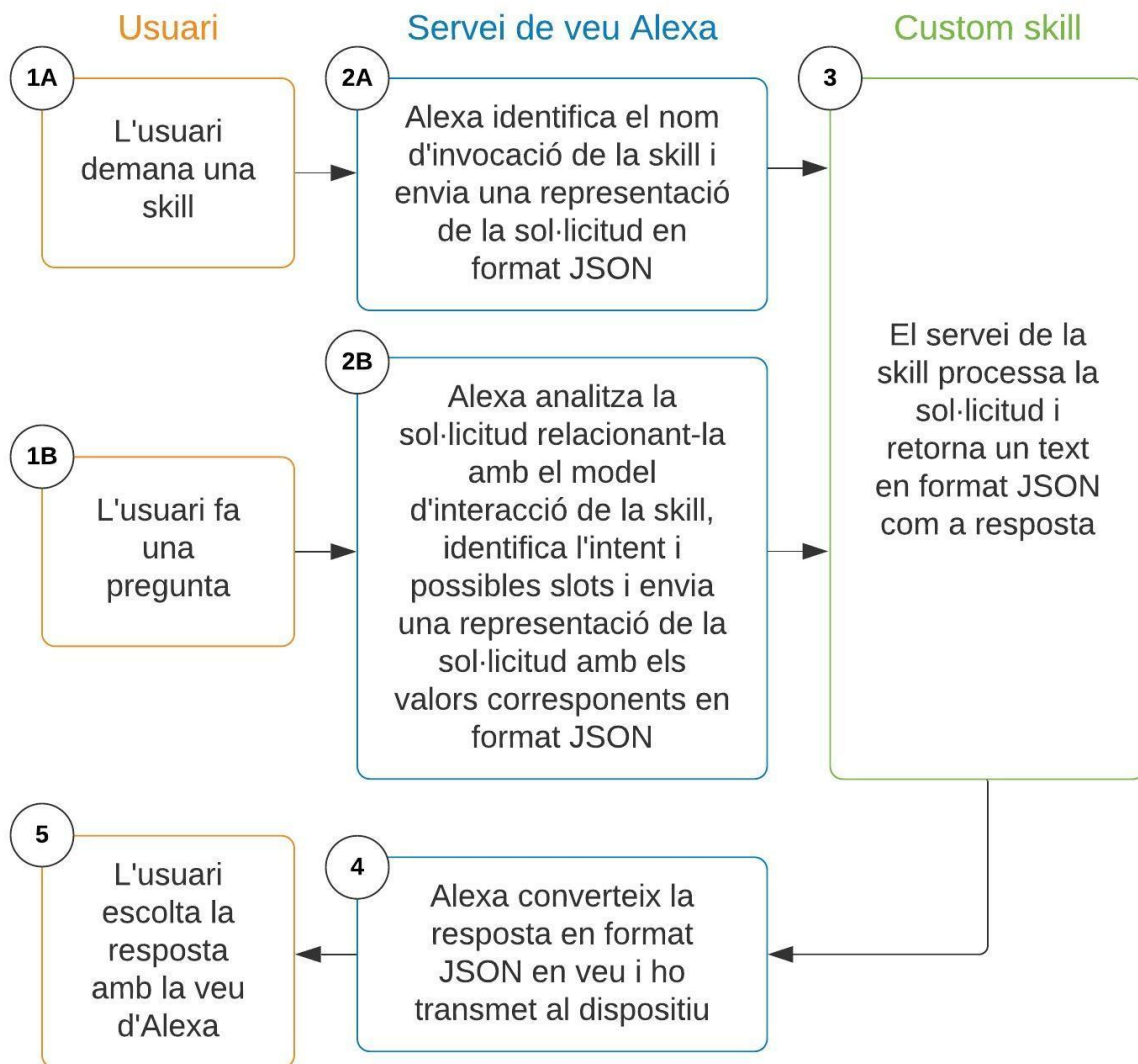 Usuari
Servei de veu Alexa
Custom skill
1A
L'usuari
demana una
skill
2A
Alexa identifica el nom
d'invocació de la skill i
envia una representació
de la sol·licitud en
format JSON
3
El servei de la
skill processa la
sol·licitud i
retorna un text
en format JSON
com a resposta
1B
L'usuari fa
una
pregunta
2B
Alexa analitza la
sol·licitud relacionant-la
amb el model
d'interacció de la skill,
identifica l'intent i
possibles slots i envia
una representació de la
sol·licitud amb els
valors corresponents en
format JSON
5
L'usuari
escolta la
resposta
amb la veu
d'Alexa
4
Alexa converteix la
resposta en format
JSON en veu i ho
transmet al dispositiu